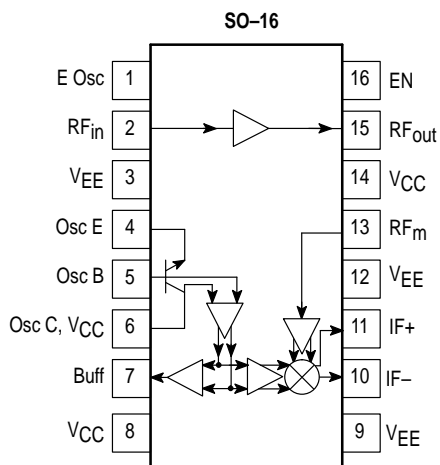 SO–16
E Osc 1
RFin 2
VEE 3
Osc E 4
Osc B 5
Osc C, VCC 6
Buff 7
VCC 8
16 EN
15 RFout
14 VCC
13 RFm
12 VEE
11 IF+
10 IF–
9 VEE